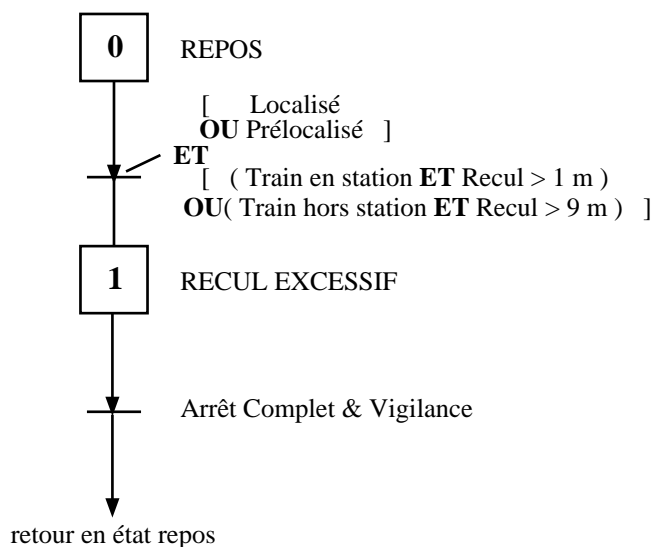 0 REPOS
[ Localisé
OU Prélocalisé ]
ET
[ ( Train en station ET Recul > 1 m )
OU( Train hors station ET Recul > 9 m ) ]
1 RECUL EXCESSIF
Arrêt Complet & Vigilance
retour en état repos